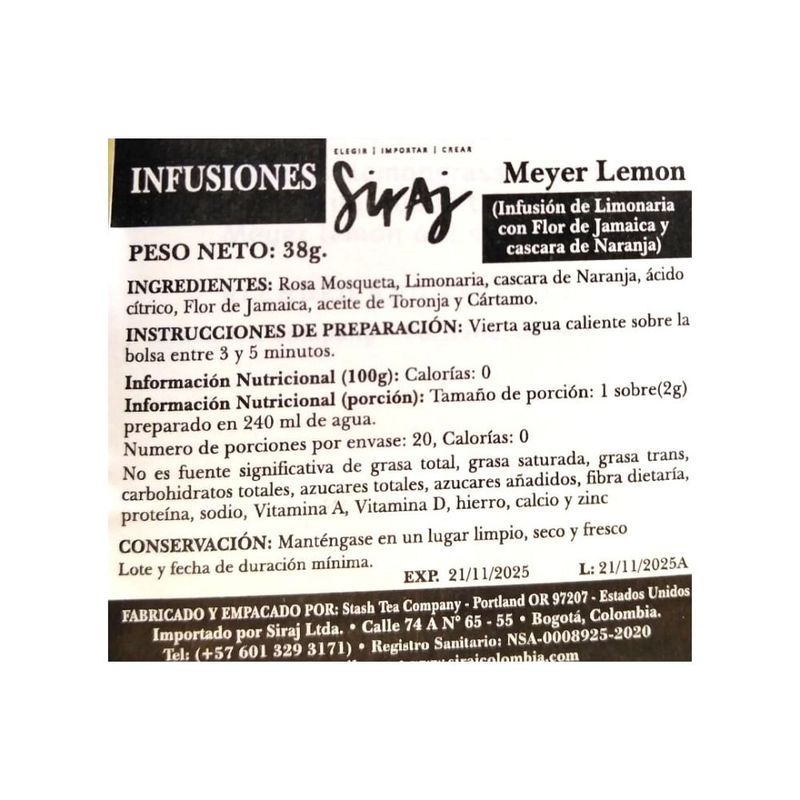 INFUSIONES
ELEGIR | IMPORTAR | CREAR
Siraj
Meyer Lemon
(Infusión de Limonaria
con Flor de Jamaica y
cascara de Naranja)
PESO NETO: 38g.
INGREDIENTES: Rosa Mosqueta, Limonaria, cascara de Naranja, ácido
cítrico, Flor de Jamaica, aceite de Toronja y Cártamo.
INSTRUCCIONES DE PREPARACIÓN: Vierta agua caliente sobre la
bolsa entre 3 y 5 minutos.
Información Nutricional (100g): Calorías: 0
Información Nutricional (porción): Tamaño de porción: 1 sobre(2g)
preparado en 240 ml de agua.
Numero de porciones por envase: 20, Calorías: 0
No es fuente significativa de grasa total, grasa saturada, grasa trans,
carbohidratos totales, azucares totales, azucares añadidos, fibra dietaría,
proteína, sodio, Vitamina A, Vitamina D, hierro, calcio y zinc
CONSERVACIÓN: Manténgase en un lugar limpio, seco y fresco
Lote y fecha de duración mínima.
EXP. 21/11/2025 L: 21/11/2025A
FABRICADO Y EMPACADO POR: Stash Tea Company - Portland OR 97207 - Estados Unidos
Importado por Siraj Ltda. • Calle 74 A N° 65 - 55 • Bogotá, Colombia.
Tel: (+57 601 329 3171) • Registro Sanitario: NSA-0008925-2020
www.sirajcolombia.com